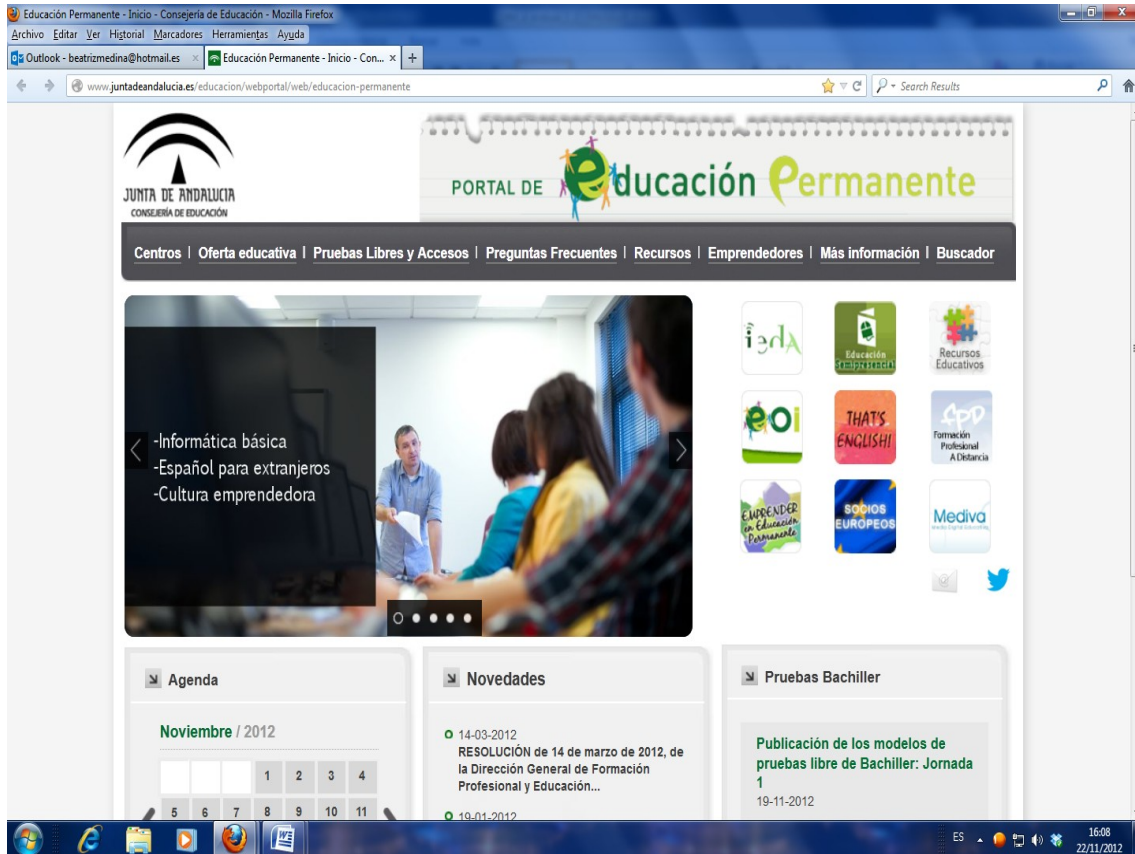 Educación Permanente - Inicio - Consejería de Educación - Mozilla Firefox
Archivo Editar Ver Historial Marcadores Herramientas Ayuda
Outlook - beatrizmedina@hotmail.es × Educación Permanente - Inicio - Con... × +
www.juntadeandalucia.es/educacion/webportal/web/educacion-permanente Search Results
JUNTA DE ANDALUCIA
CONSEJERÍA DE EDUCACIÓN
PORTAL DE educación Permanente
Centros | Oferta educativa | Pruebas Libres y Accesos | Preguntas Frecuentes | Recursos | Emprendedores | Más información | Buscador
-Informática básica
-Español para extranjeros
-Cultura emprendedora
ieda
Educación
Semipresencial
Recursos
Educativos
eoi
THAT'S
ENGLISH!
FPD
Formación
Profesional
A Distancia
EMPRENDER
en Educación
Permanente
SOCIOS
EUROPEOS
Mediva
Agenda
Noviembre / 2012
1 2 3 4
5 6 7 8 9 10 11
Novedades
14-03-2012
RESOLUCIÓN de 14 de marzo de 2012, de
la Dirección General de Formación
Profesional y Educación...
19-01-2012
Pruebas Bachiller
Publicación de los modelos de
pruebas libre de Bachiller: Jornada
1
19-11-2012
ES
16:08
22/11/2012